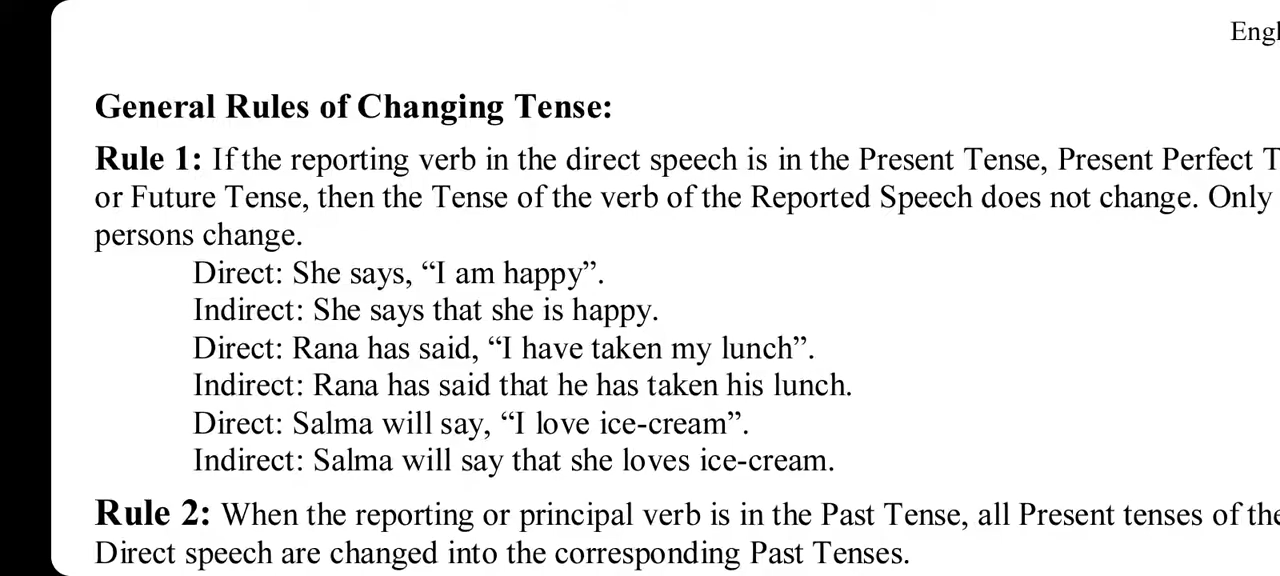 Engl
General Rules of Changing Tense:
Rule 1: If the reporting verb in the direct speech is in the Present Tense, Present Perfect T
or Future Tense, then the Tense of the verb of the Reported Speech does not change. Only
persons change.
Direct: She says, “I am happy”.
Indirect: She says that she is happy.
Direct: Rana has said, “I have taken my lunch”.
Indirect: Rana has said that he has taken his lunch.
Direct: Salma will say, “I love ice-cream”.
Indirect: Salma will say that she loves ice-cream.
Rule 2: When the reporting or principal verb is in the Past Tense, all Present tenses of the
Direct speech are changed into the corresponding Past Tenses.